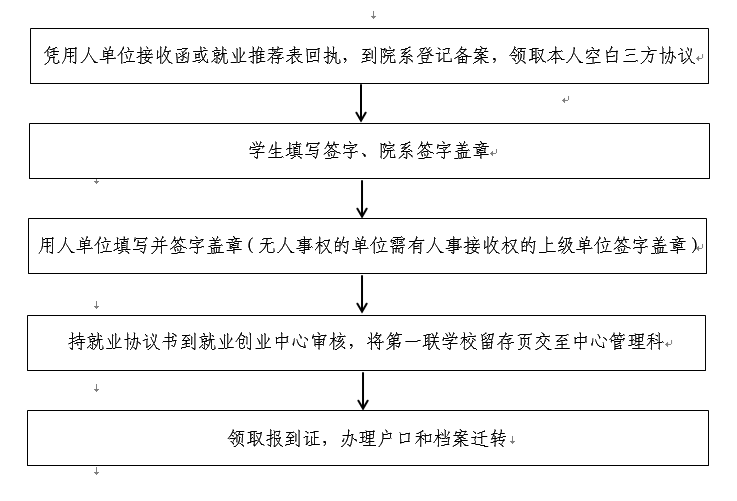 凭用人单位接收函或就业推荐表回执，到院系登记备案，领取本人空白三方协议
学生填写签字、院系签字盖章
用人单位填写并签字盖章（无人事权的单位需有人事接收权的上级单位签字盖章）
持就业协议书到就业创业中心审核，将第一联学校留存页交至中心管理科
领取报到证，办理户口和档案迁转